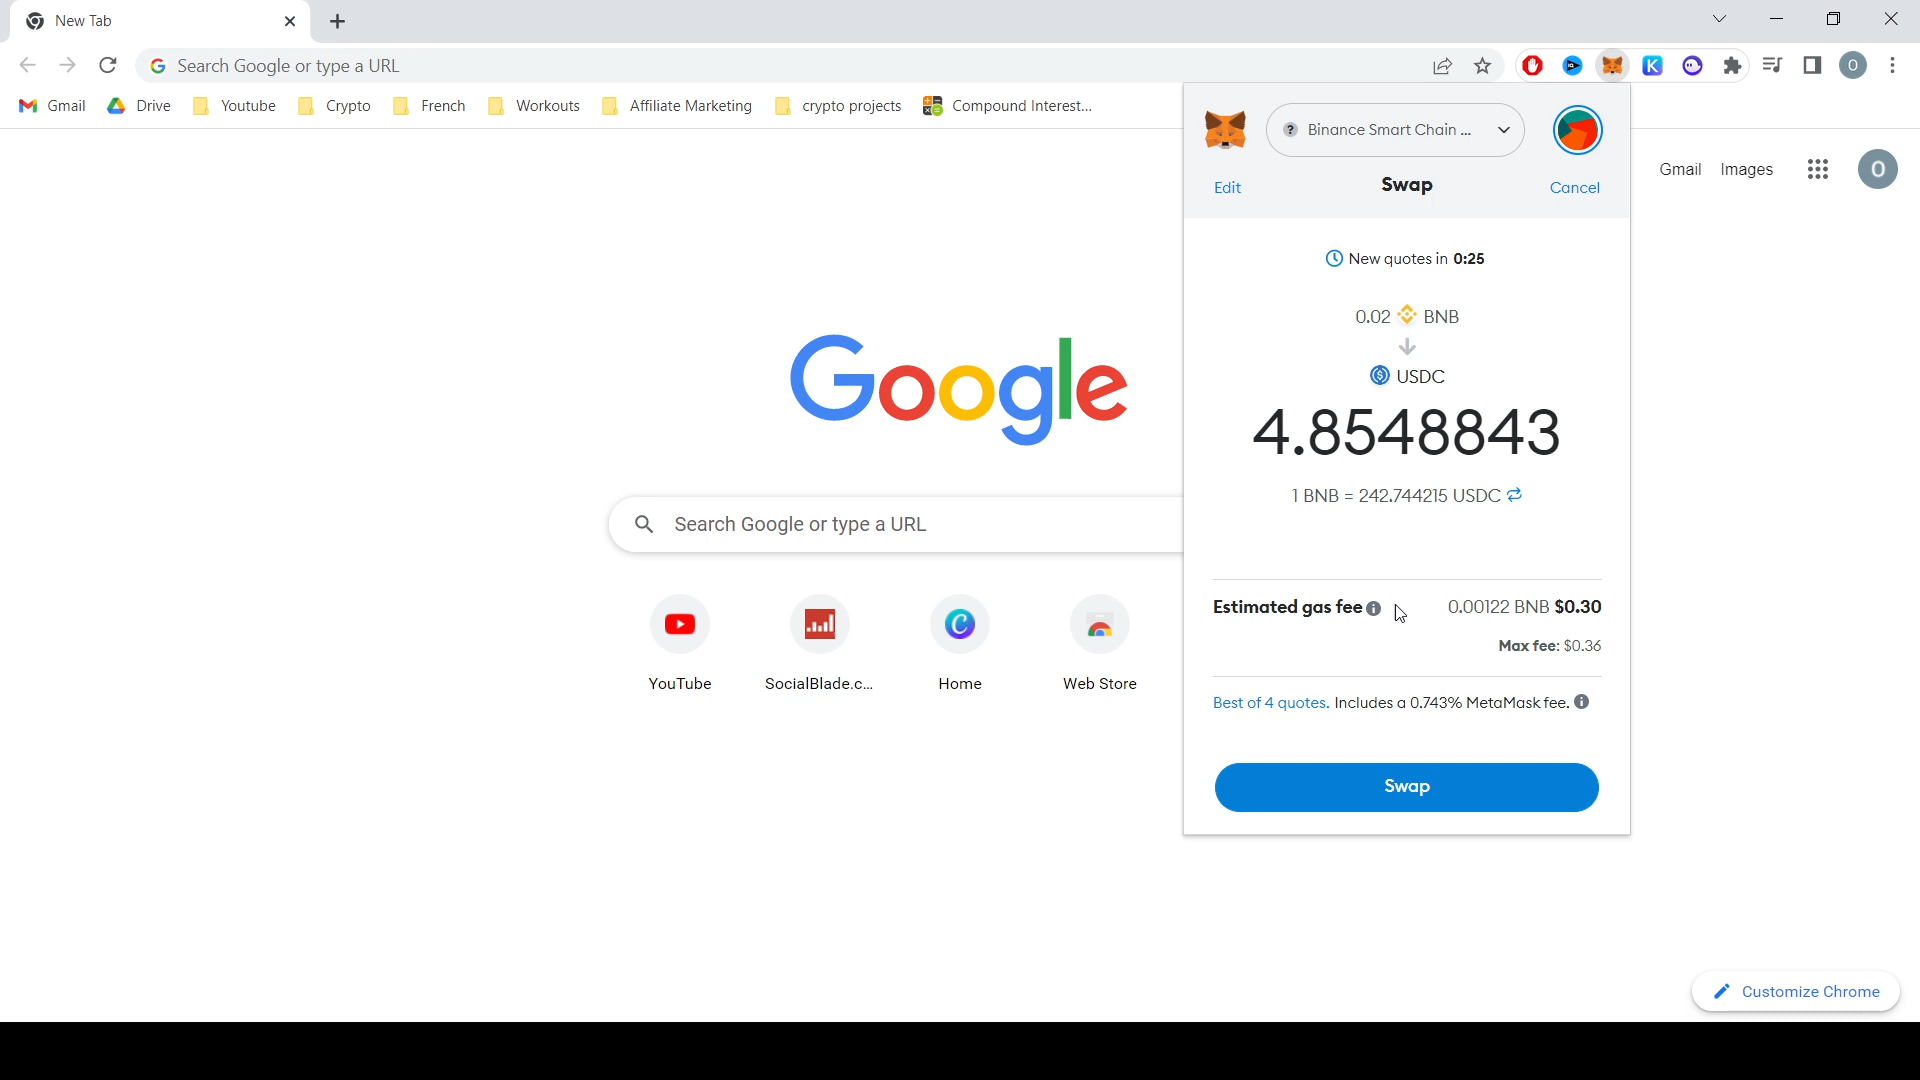 New Tab
Search Google or type a URL
O
Gmail Drive Youtube Crypto French Workouts Affiliate Marketing crypto projects Compound Interest...
Gmail Images O
Google
Search Google or type a URL
YouTube SocialBlade.c... Home Web Store
Binance Smart Chain ...
Edit Swap Cancel
New quotes in 0:25
0.02 BNB
USDC
4.8548843
1 BNB = 242.744215 USDC
Estimated gas fee 0.00122 BNB $0.30
Max fee: $0.36
Best of 4 quotes. Includes a 0.743% MetaMask fee.
Swap
Customize Chrome